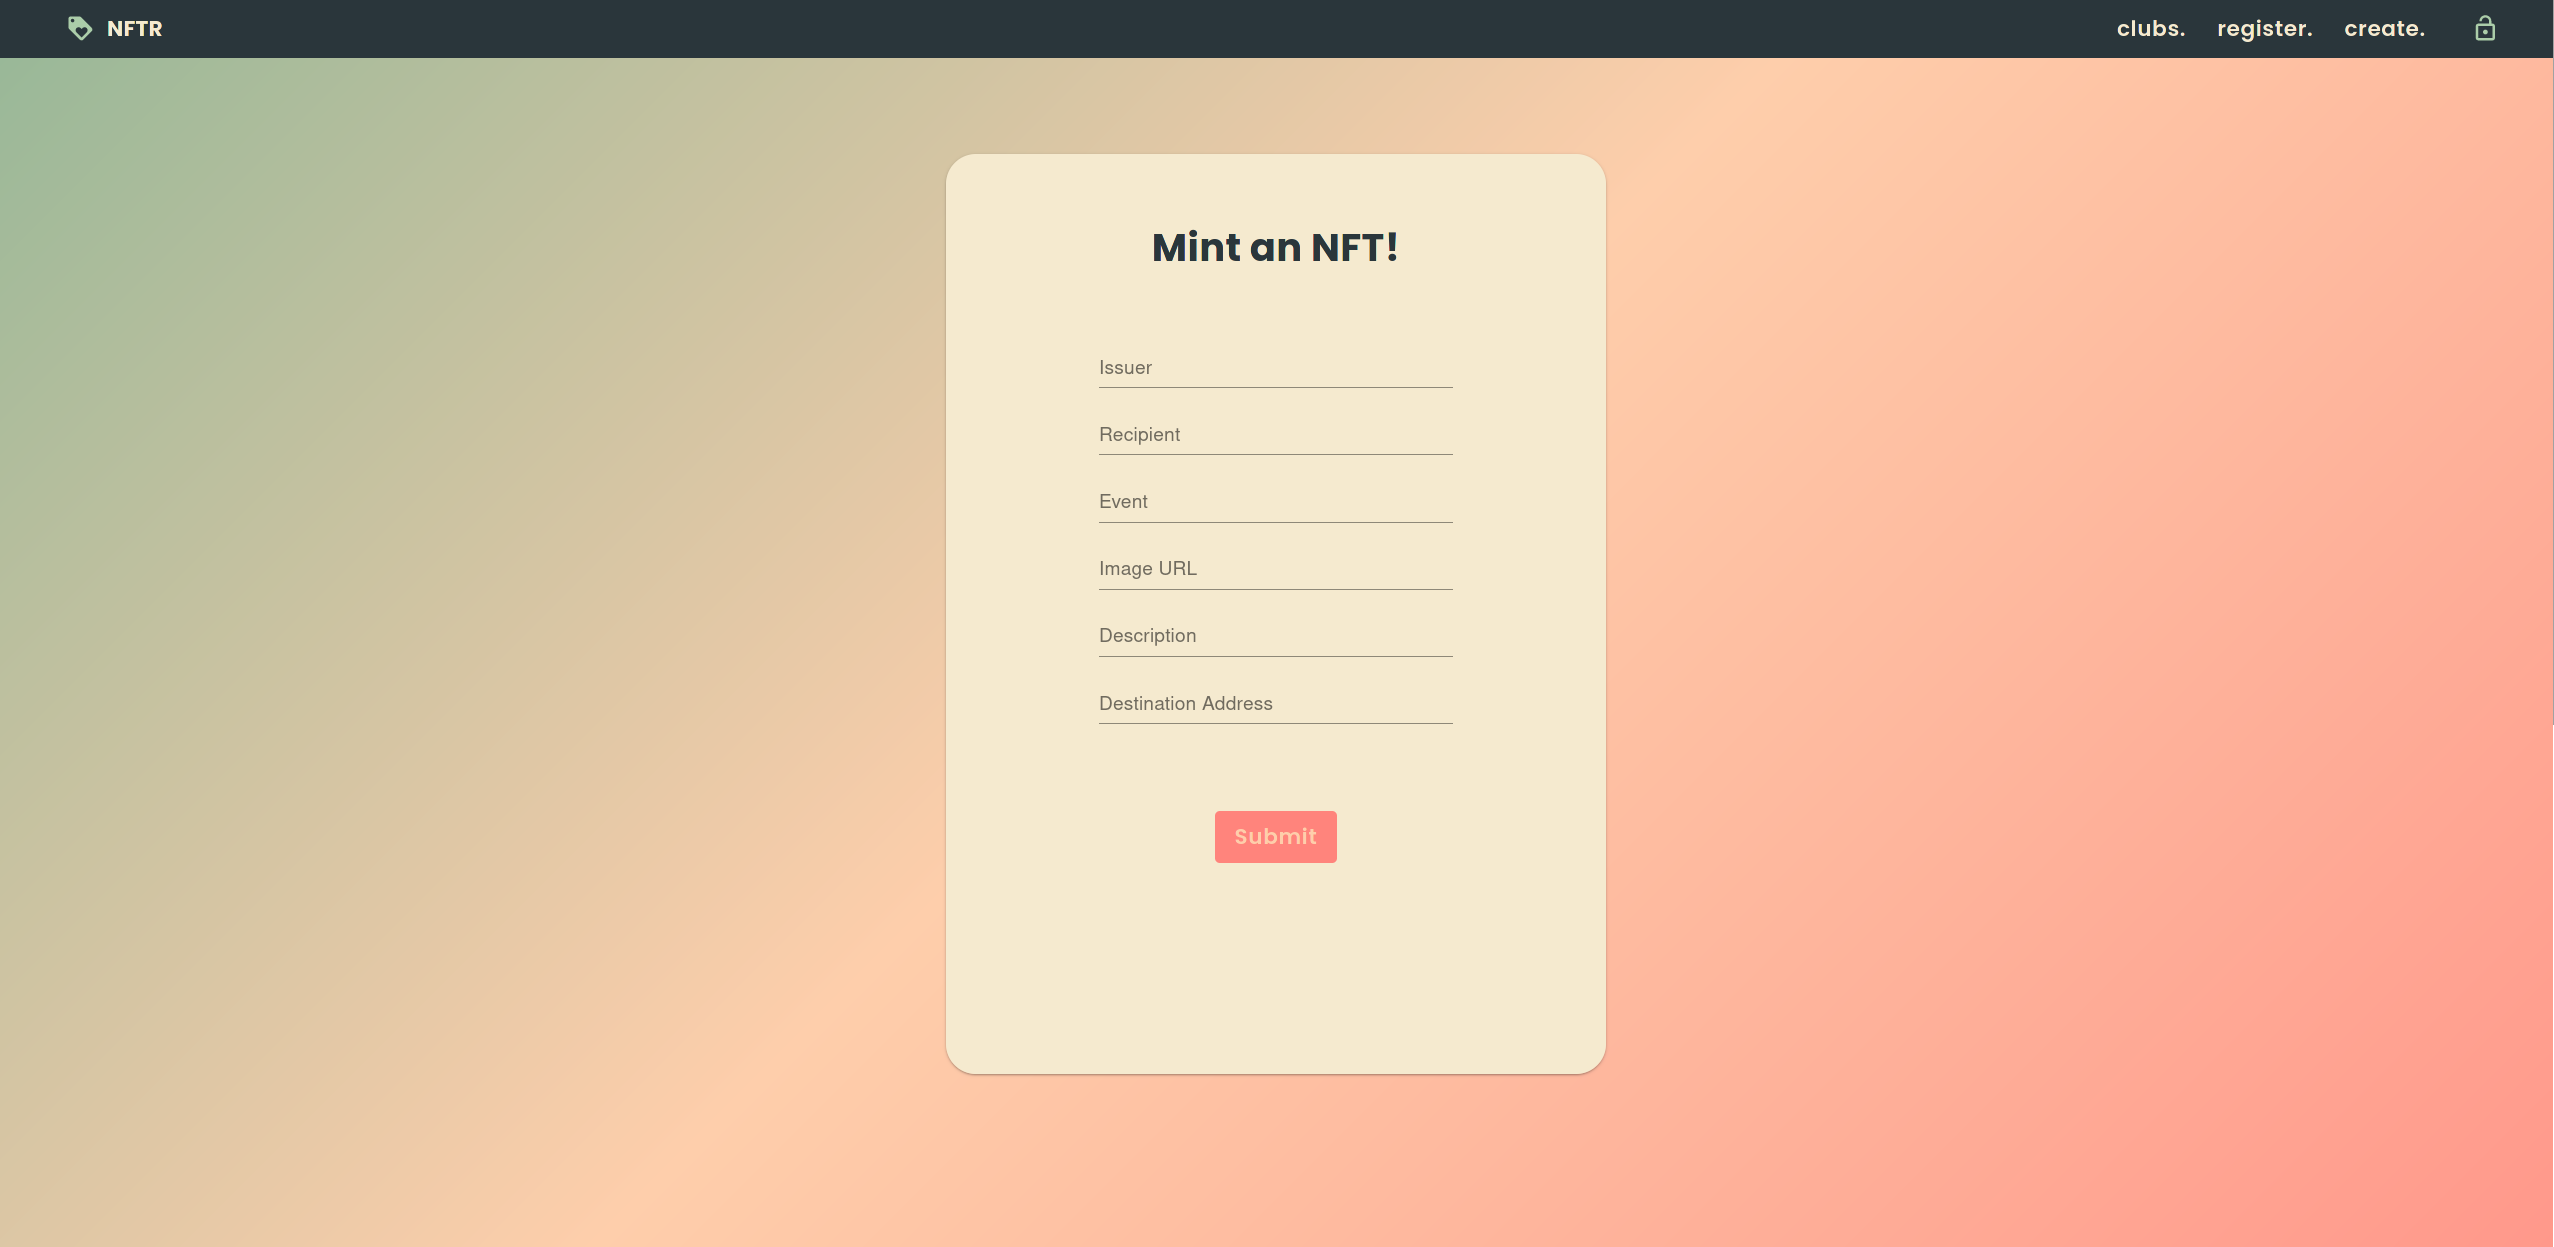 NFTR
clubs. register. create.
Mint an NFT!
Issuer
Recipient
Event
Image URL
Description
Destination Address
Submit